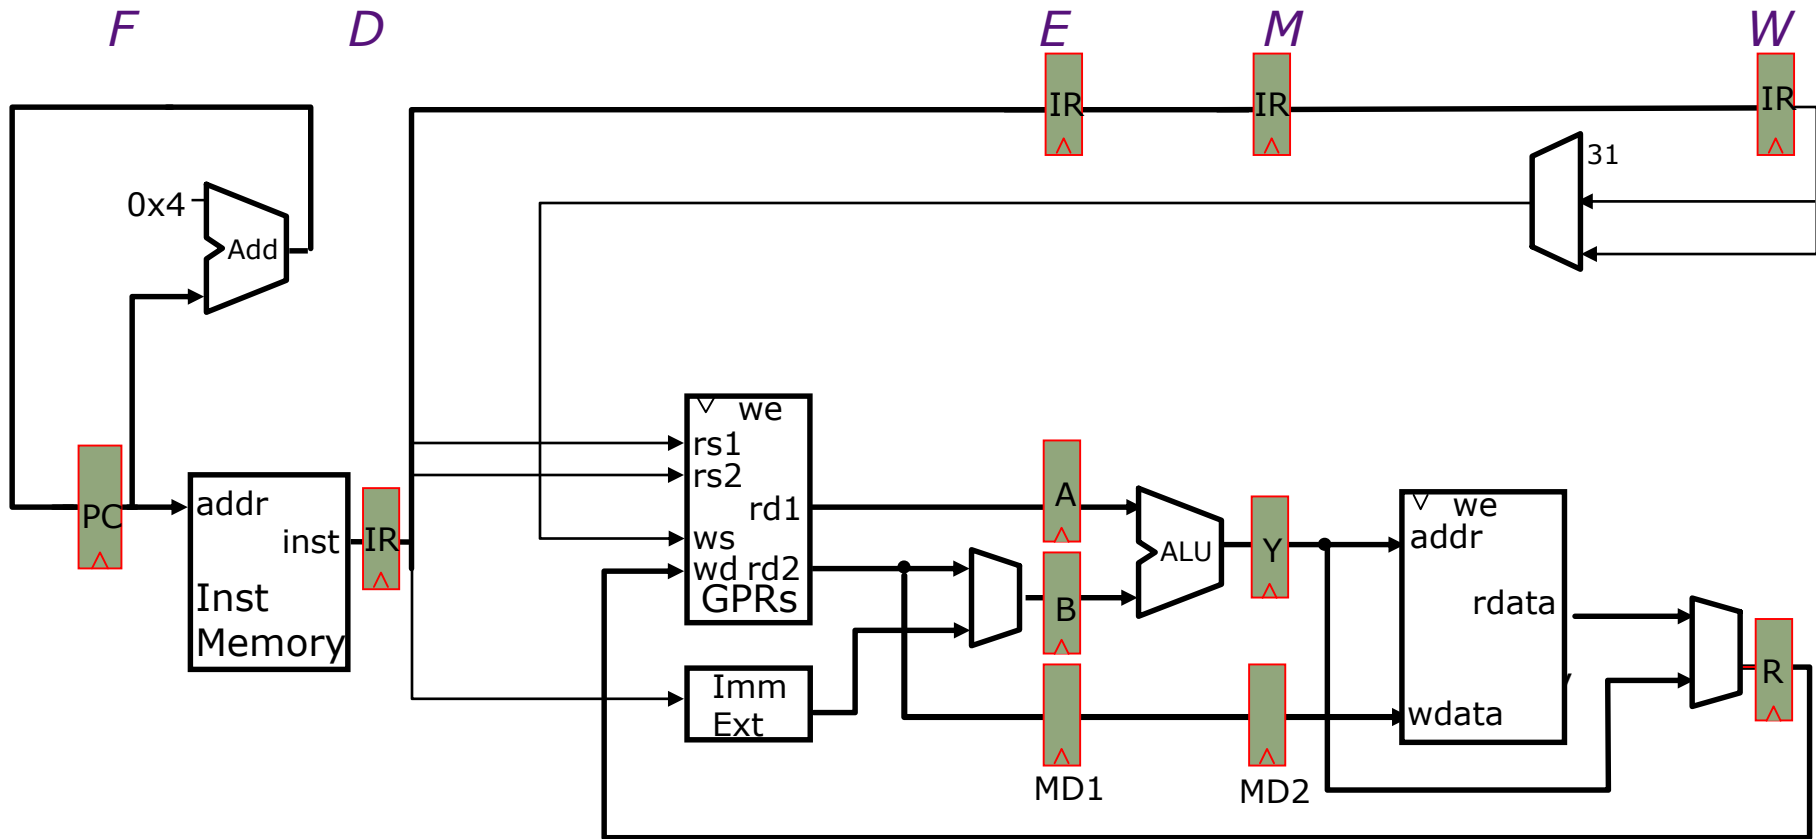 F D E M W
IR IR IR
31
0x4
Add
we
rs1
rs2
rd1
ws
wd rd2
GPRs
A
B
ALU
Y
we
addr
rdata
wdata
R
PC
addr
inst
IR
Inst
Memory
Imm
Ext
MD1
MD2